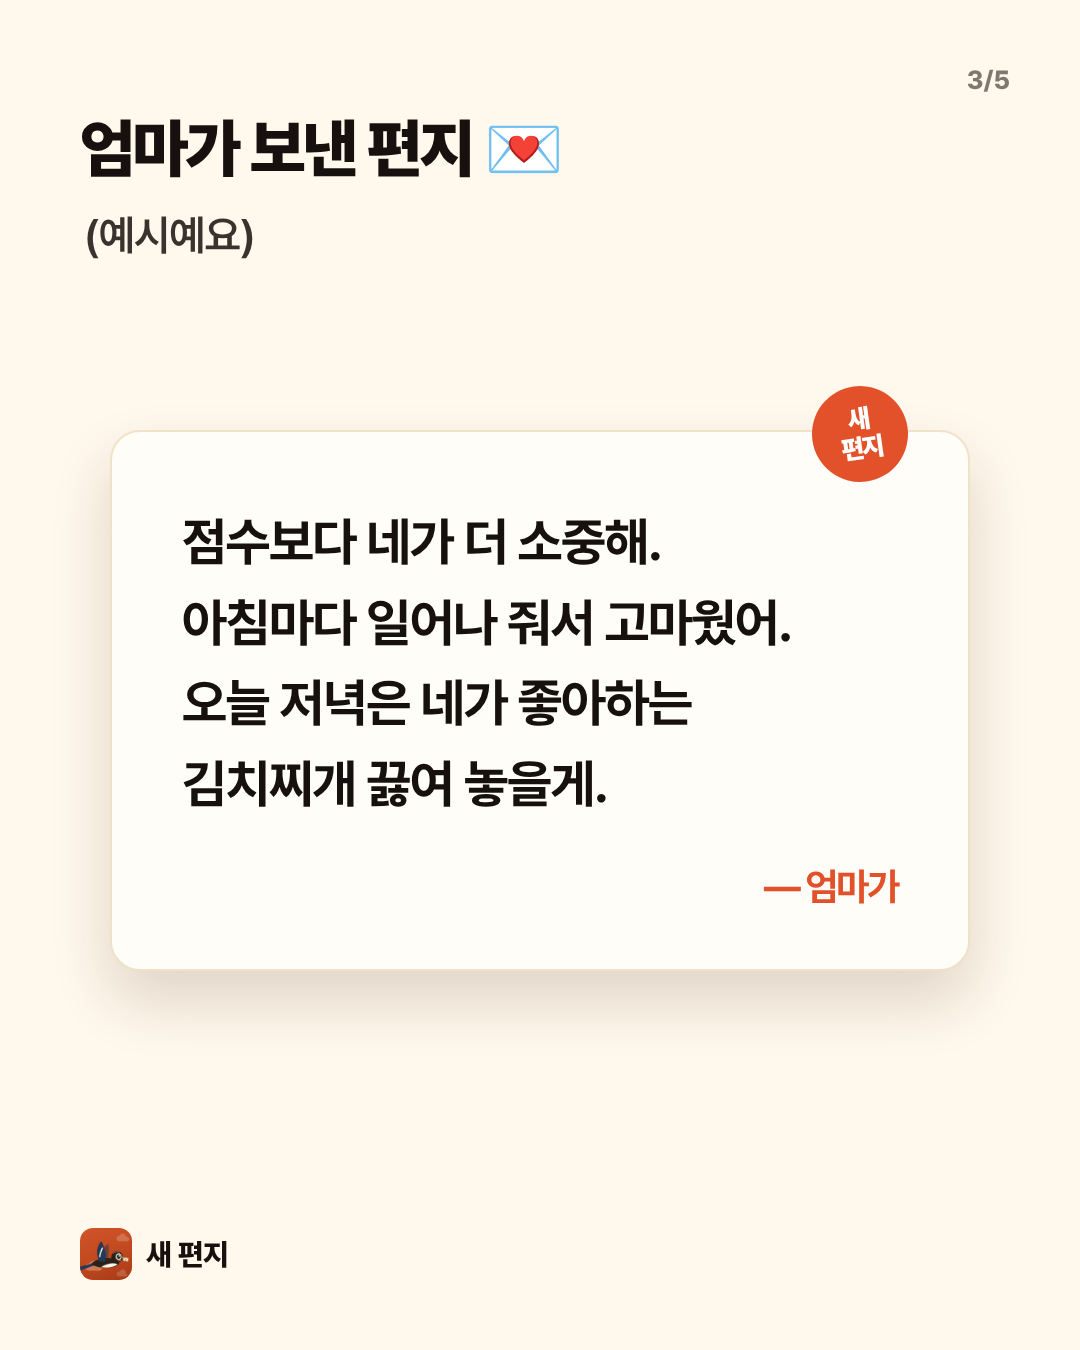 3/5
엄마가 보낸 편지 💌
(예시예요)
새
편지
점수보다 네가 더 소중해.
아침마다 일어나 줘서 고마웠어.
오늘 저녁은 네가 좋아하는
김치찌개 끓여 놓을게.
— 엄마가
새 편지